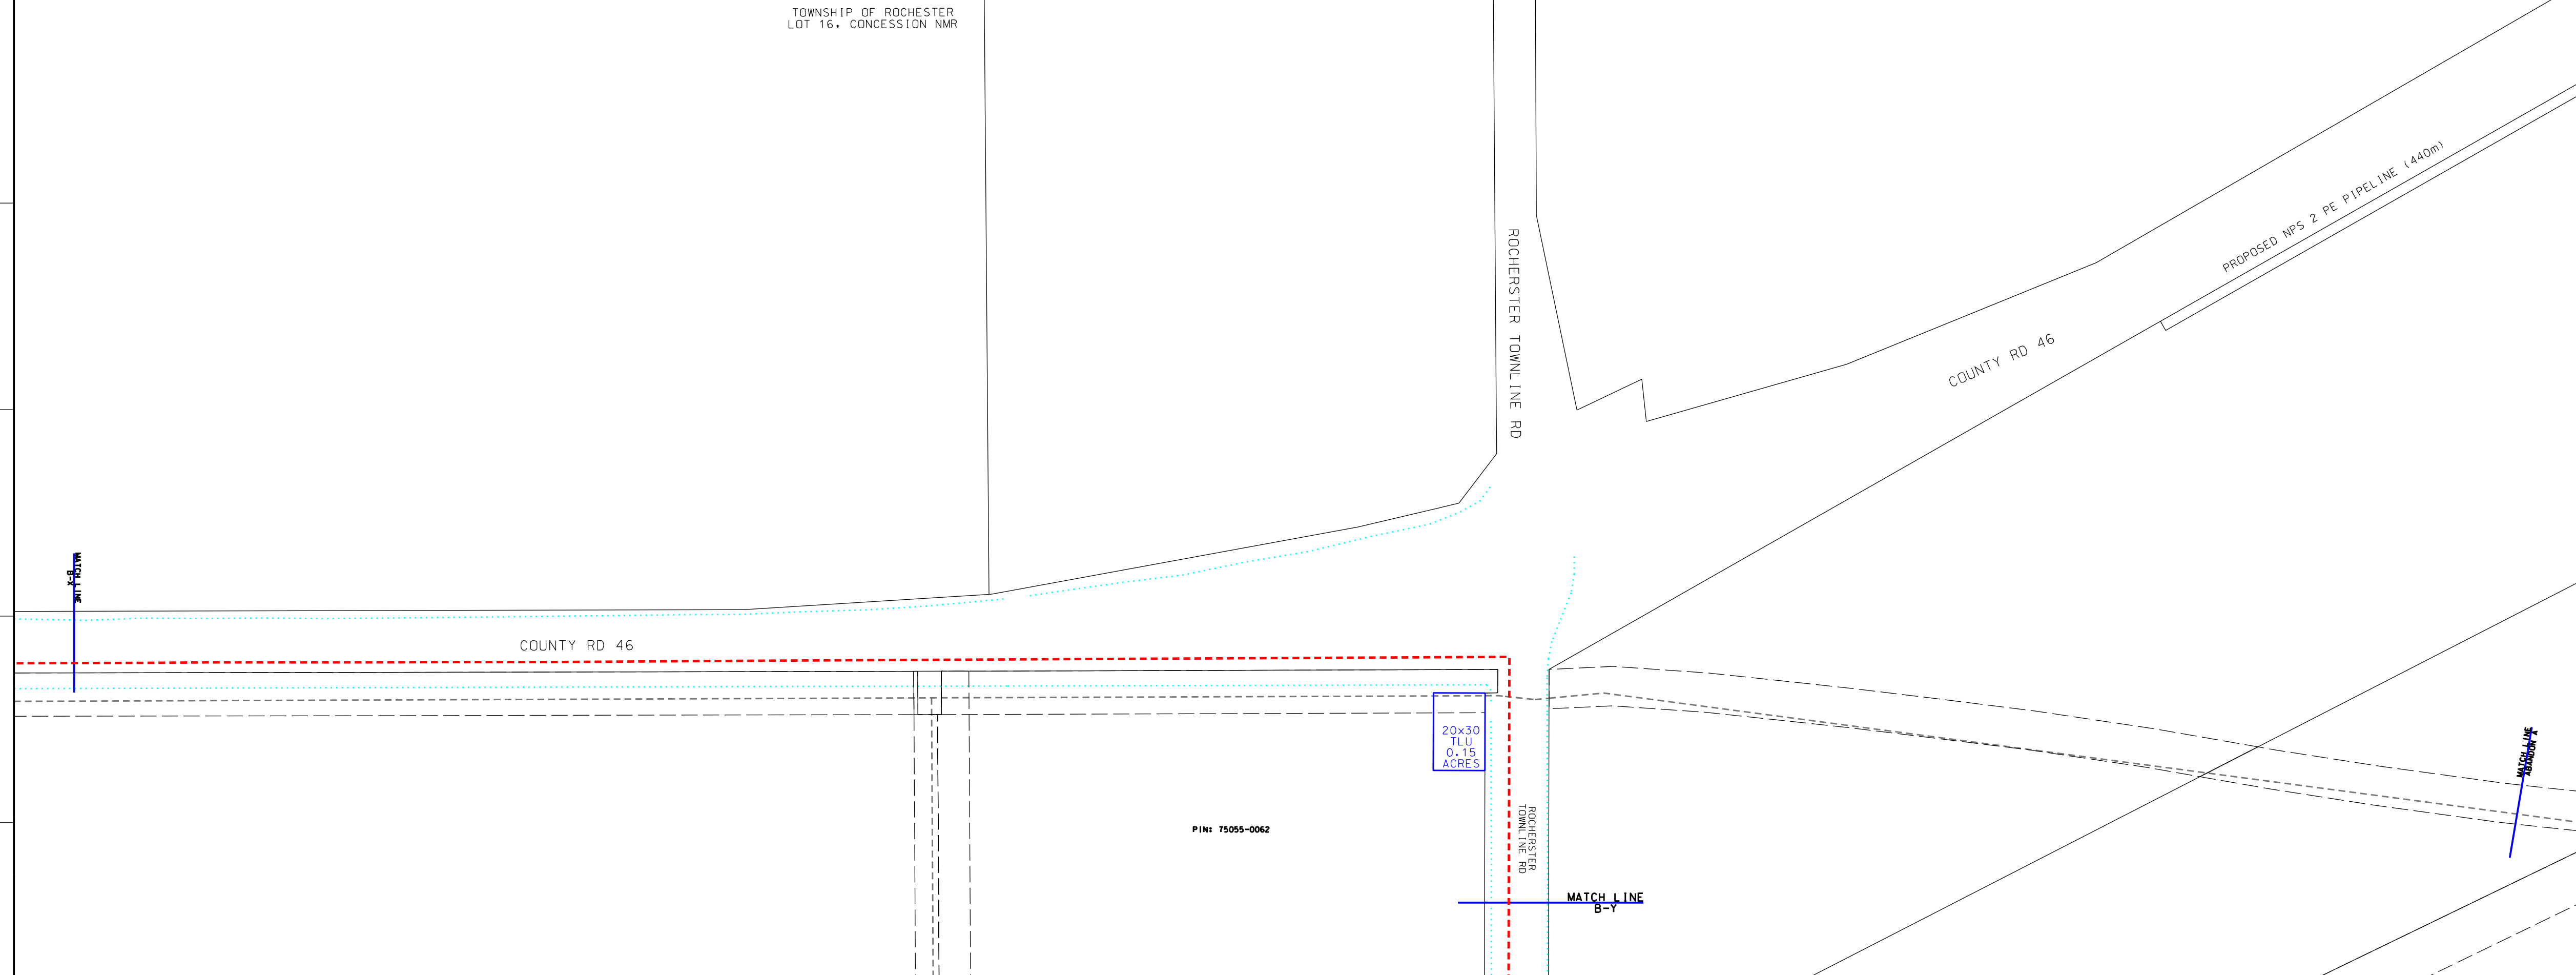 TOWNSHIP OF ROCHESTER
LOT 16, CONCESSION NMR
ROCHERSTER TOWNLINE RD
PROPOSED NPS 2 PE PIPELINE (440m)
COUNTY RD 46
MATCH LINE
B-X
COUNTY RD 46
20x30
TLU
0.15
ACRES
MATCH LINE
ABANDON A
ROCHERSTER
TOWNLINE RD
PIN: 75055-0062
MATCH LINE
B-Y